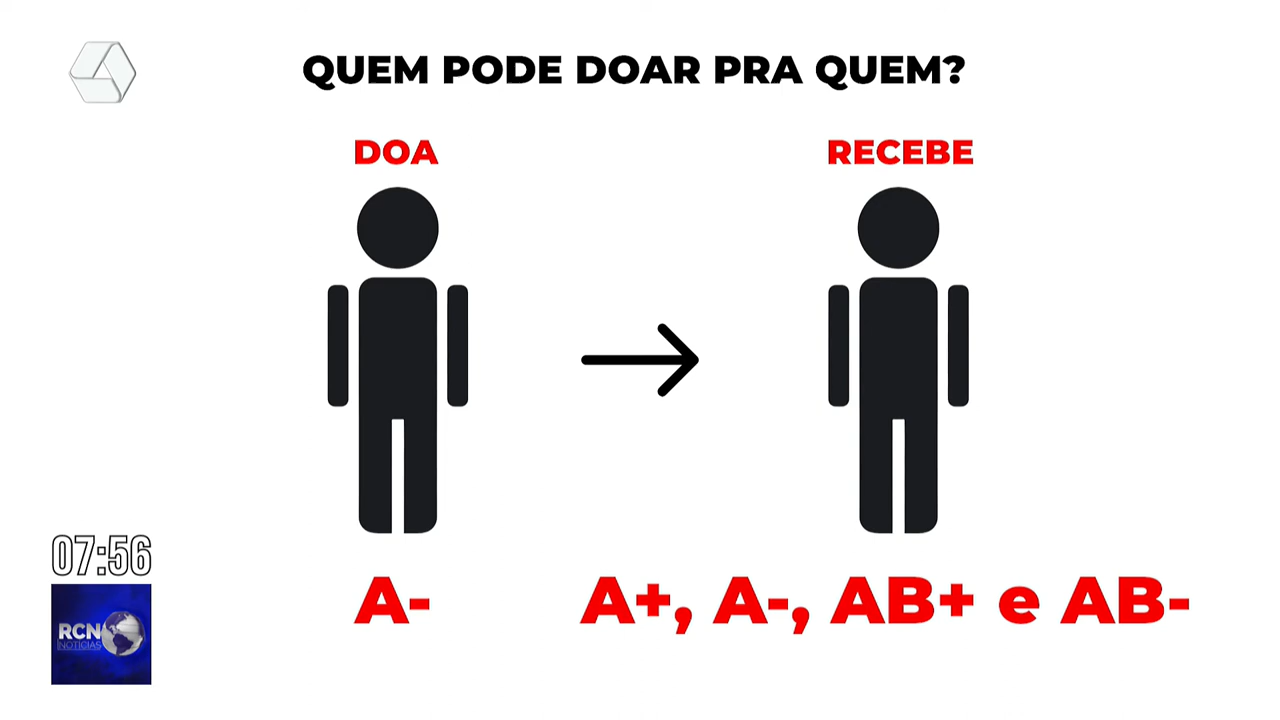 QUEM PODE DOAR PRA QUEM?
DOA
RECEBE
A-
A+, A-, AB+ e AB-
07:56
RCN
NOTÍCIAS